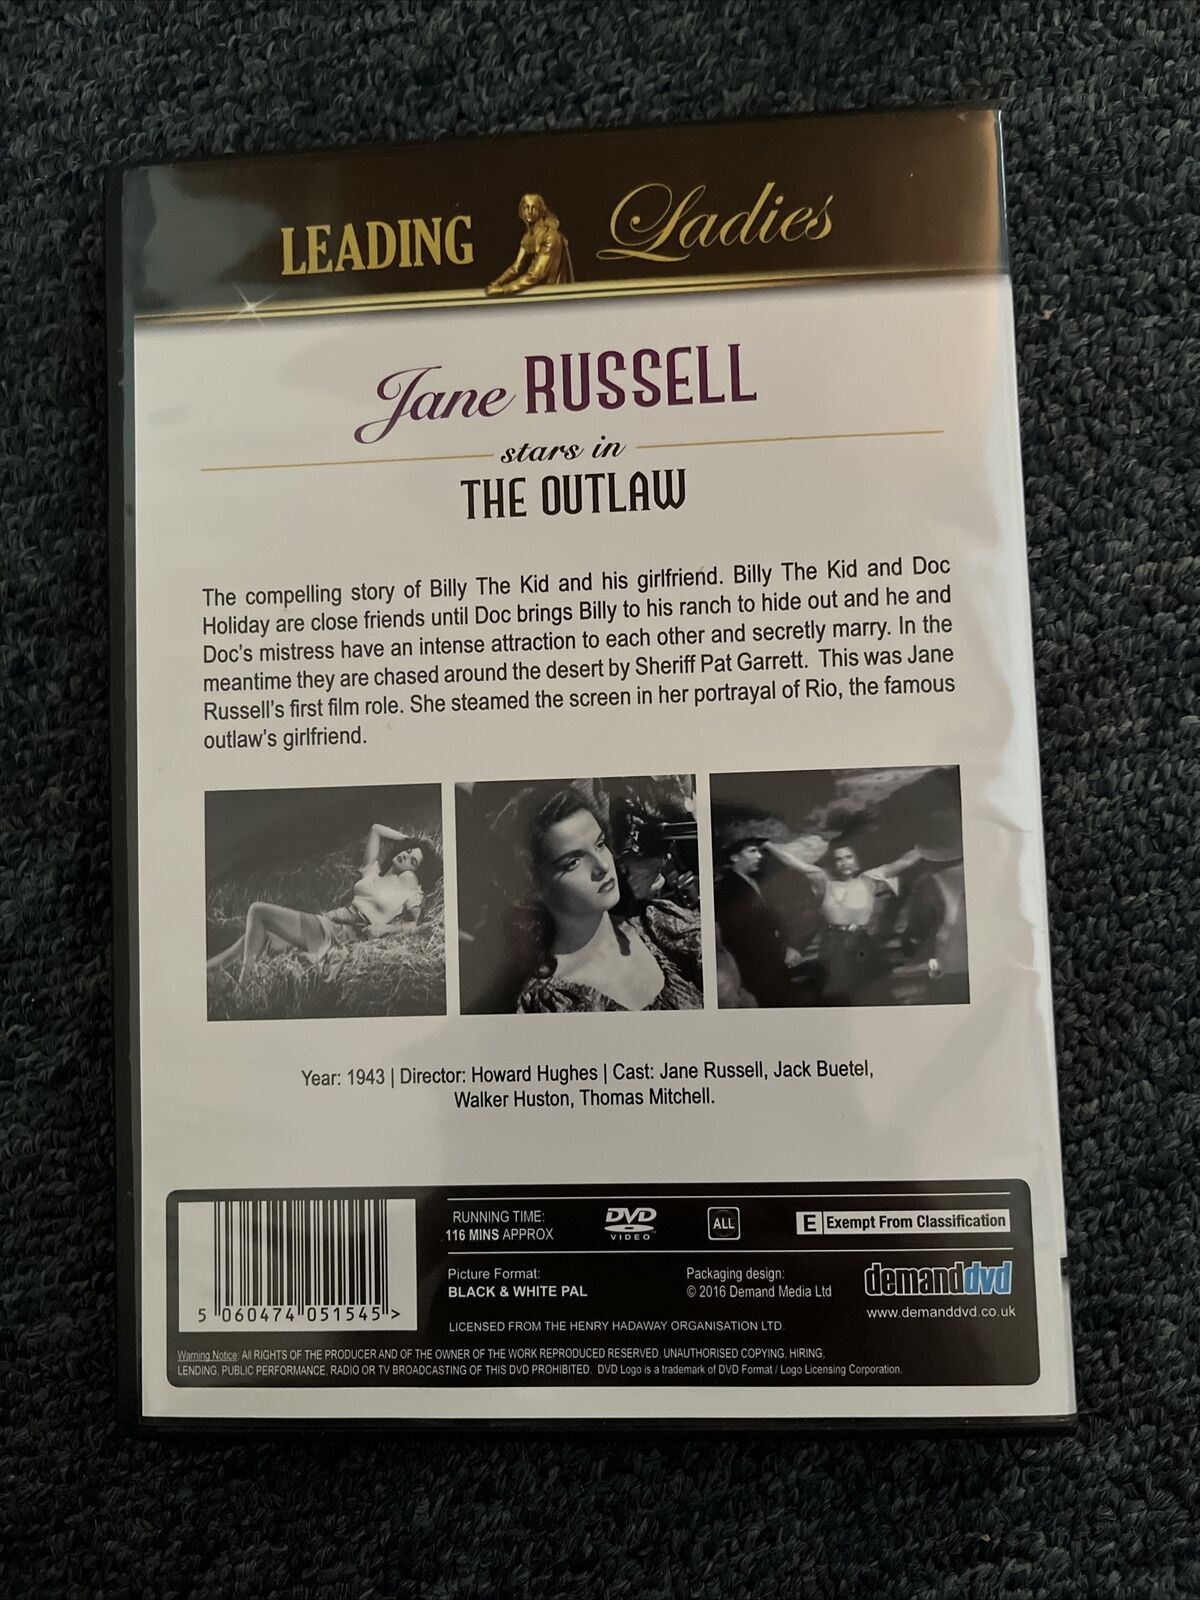 LEADING Ladies
Jane RUSSELL
stars in
THE OUTLAW
The compelling story of Billy The Kid and his girlfriend. Billy The Kid and Doc
Holiday are close friends until Doc brings Billy to his ranch to hide out and he and
Doc's mistress have an intense attraction to each other and secretly marry. In the
meantime they are chased around the desert by Sheriff Pat Garrett. This was Jane
Russell's first film role. She steamed the screen in her portrayal of Rio, the famous
outlaw's girlfriend.
Year: 1943 | Director: Howard Hughes | Cast: Jane Russell, Jack Buetel,
Walker Huston, Thomas Mitchell.
5 060474 051545 >
RUNNING TIME:
116 MINS APPROX
DVD
VIDEO
ALL
E Exempt From Classification
Picture Format:
BLACK & WHITE PAL
Packaging design:
© 2016 Demand Media Ltd
demanddvd
www.demanddvd.co.uk
LICENSED FROM THE HENRY HADAWAY ORGANISATION LTD.
Warning Notice: All RIGHTS OF THE PRODUCER AND OF THE OWNER OF THE WORK REPRODUCED RESERVED. UNAUTHORISED COPYING, HIRING,
LENDING, PUBLIC PERFORMANCE, RADIO OR TV BROADCASTING OF THIS DVD PROHIBITED. DVD Logo is a trademark of DVD Format / Logo Licensing Corporation.